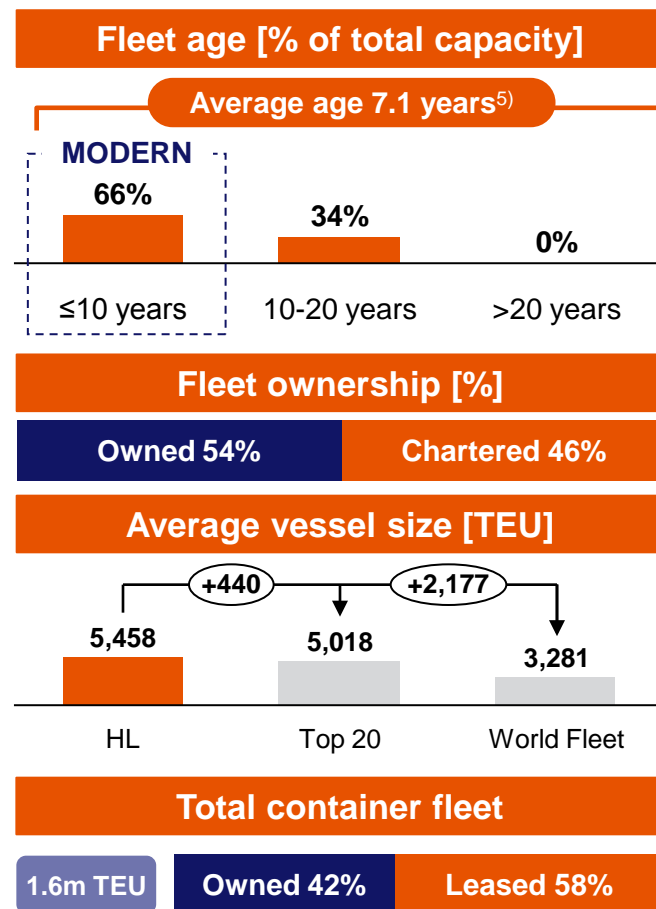 Fleet age [% of total capacity]
Average age 7.1 years5)
MODERN
66%
34%
0%
≤10 years
10-20 years
>20 years
Fleet ownership [%]
Owned 54%
Chartered 46%
Average vessel size [TEU]
+440
+2,177
5,458
5,018
3,281
HL
Top 20
World Fleet
Total container fleet
1.6m TEU
Owned 42%
Leased 58%